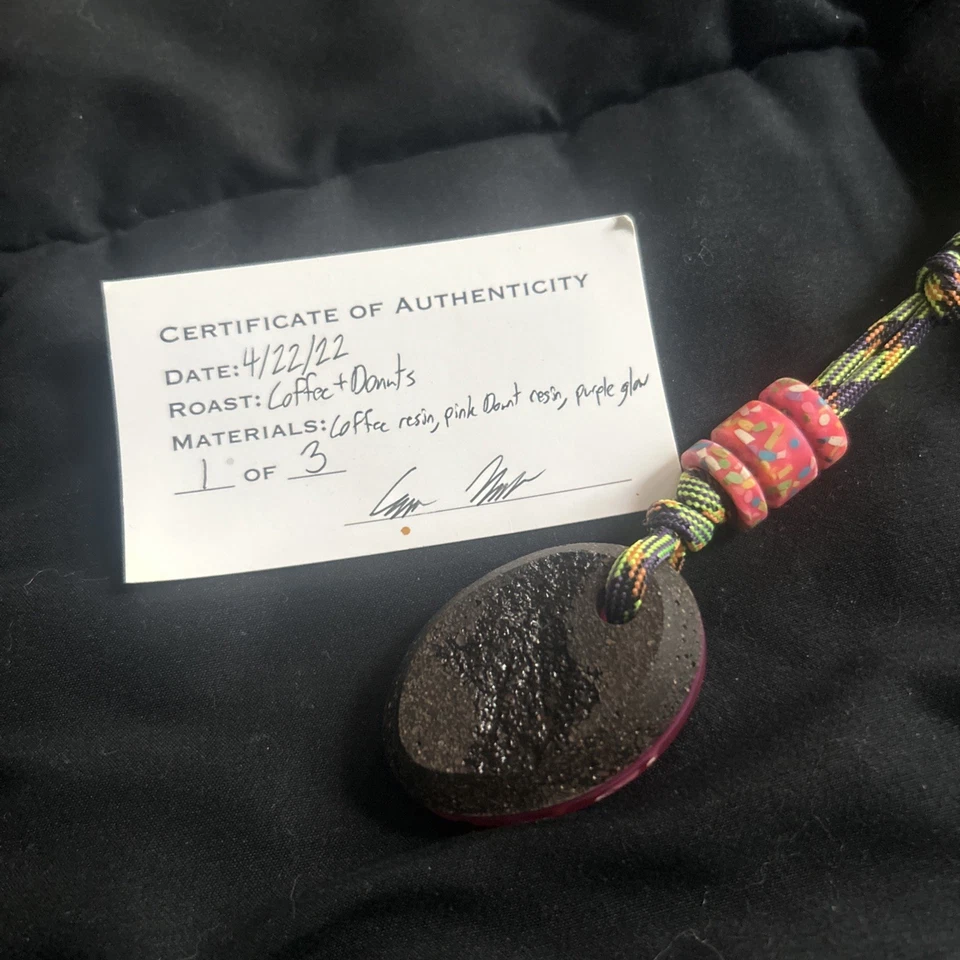 CERTIFICATE OF AUTHENTICITY
DATE: 4/22/22
ROAST: Coffee + Donuts
MATERIALS: Coffee resin, pink Donut resin, purple glow
1 OF 3